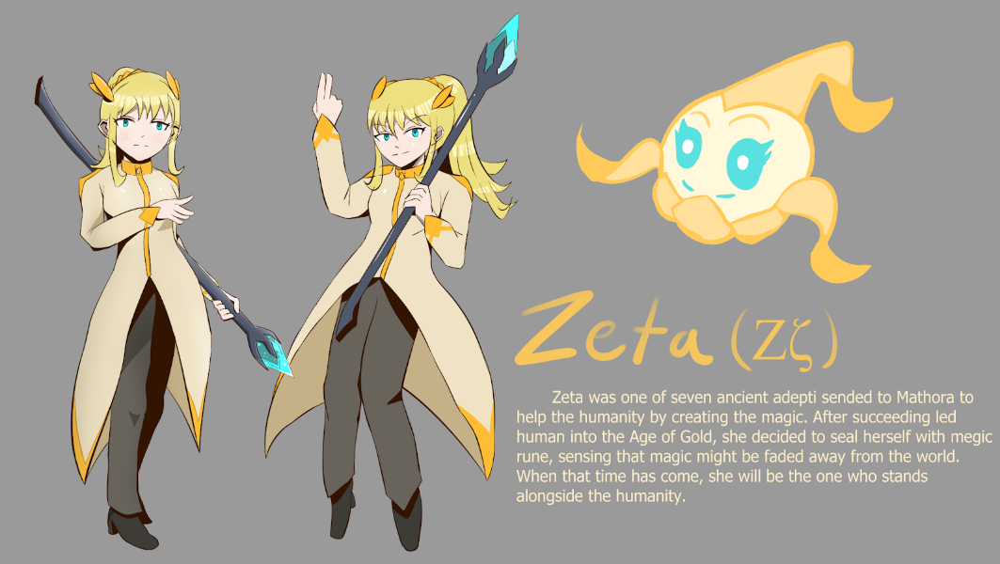 Zeta (Ζζ)
Zeta was one of seven ancient adepti sended to Mathora to
help the humanity by creating the magic. After succeeding led
human into the Age of Gold, she decided to seal herself with megic
rune, sensing that magic might be faded away from the world.
When that time has come, she will be the one who stands
alongside the humanity.